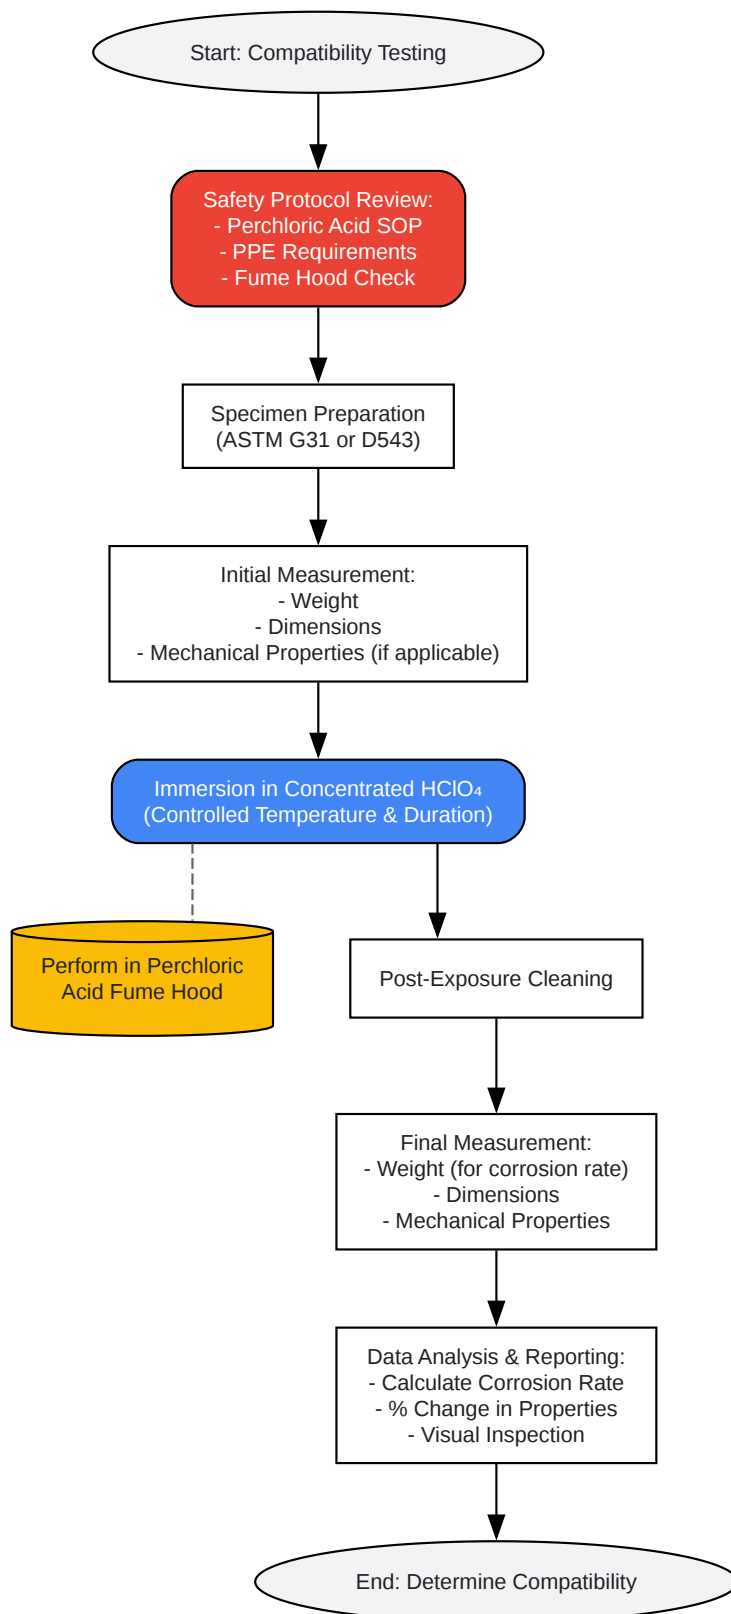 Start: Compatibility Testing
Safety Protocol Review:
- Perchloric Acid SOP
- PPE Requirements
- Fume Hood Check
Specimen Preparation
(ASTM G31 or D543)
Initial Measurement:
- Weight
- Dimensions
- Mechanical Properties (if applicable)
Immersion in Concentrated HClO₄
(Controlled Temperature & Duration)
Perform in Perchloric
Acid Fume Hood
Post-Exposure Cleaning
Final Measurement:
- Weight (for corrosion rate)
- Dimensions
- Mechanical Properties
Data Analysis & Reporting:
- Calculate Corrosion Rate
- % Change in Properties
- Visual Inspection
End: Determine Compatibility